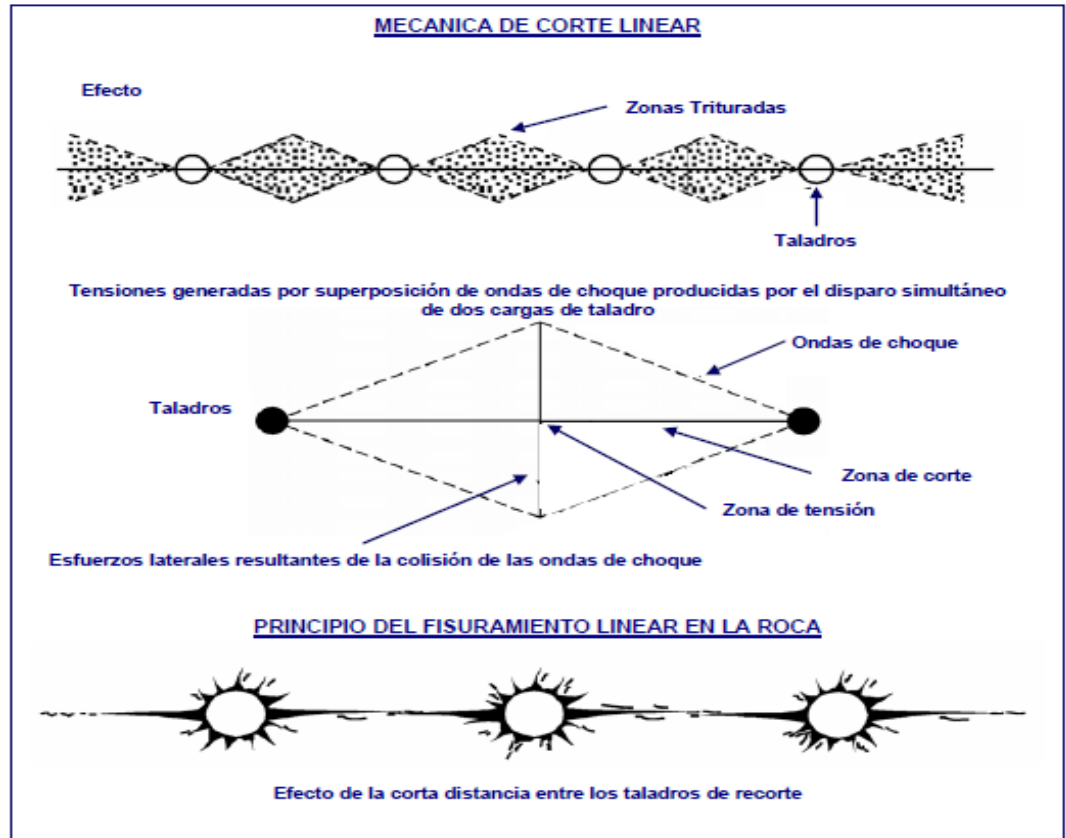 MECANICA DE CORTE LINEAR
Efecto
Zonas Trituradas
Taladros
Tensiones generadas por superposición de ondas de choque producidas por el disparo simultáneo
de dos cargas de taladro
Ondas de choque
Taladros
Zona de corte
Zona de tensión
Esfuerzos laterales resultantes de la colisión de las ondas de choque
PRINCIPIO DEL FISURAMIENTO LINEAR EN LA ROCA
Efecto de la corta distancia entre los taladros de recorte